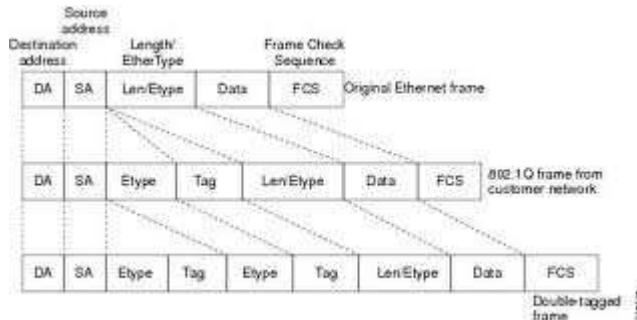 Source
address
Destination
address
Length/
EtherType
Frame Check
Sequence
DA SA Len/Etype Data FCS Original Ethernet frame
DA SA Etype Tag Len/Etype Data FCS 802.1Q frame from
customer network
DA SA Etype Tag Etype Tag Len/Etype Data FCS
Double-tagged
frame